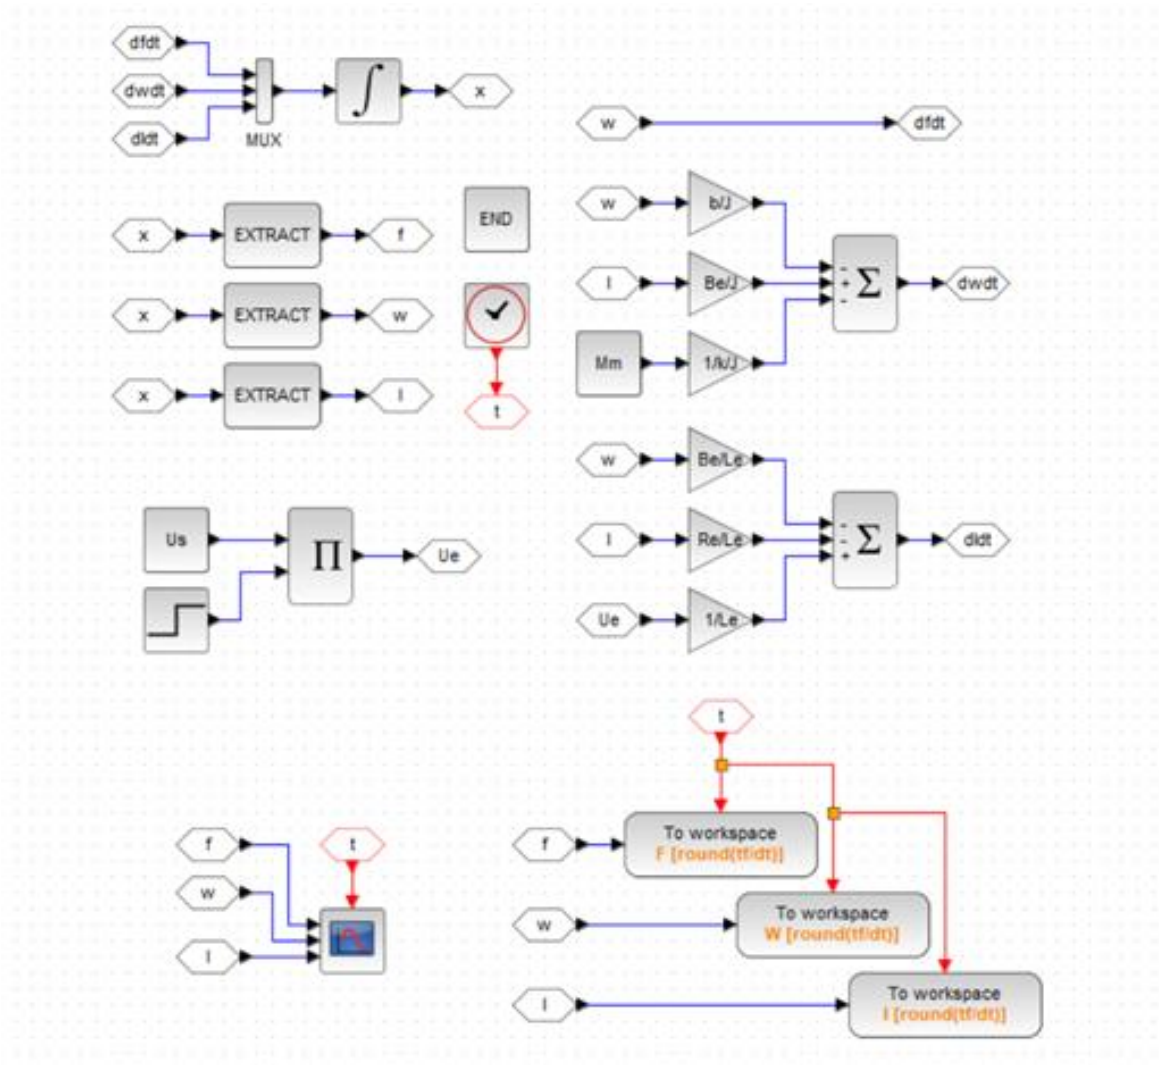 dfdt
dwdt
dIdt
MUX
∫
x
w
dfdt
x
EXTRACT
f
END
x
EXTRACT
w
x
EXTRACT
I
t
w
b/J
I
Be/J
Mm
1/k/J
-
+
-
Σ
dwdt
w
Be/Le
I
Re/Le
Ue
1/Le
-
-
+
Σ
dIdt
Us
∏
Ue
t
f
w
I
t
f
To workspace
F [round(tf/dt)]
w
To workspace
W [round(tf/dt)]
I
To workspace
I [round(tf/dt)]